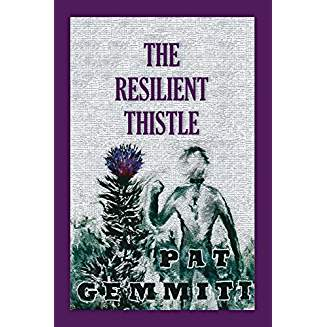 THE
RESILIENT
THISTLE
PAT
GEMMITI